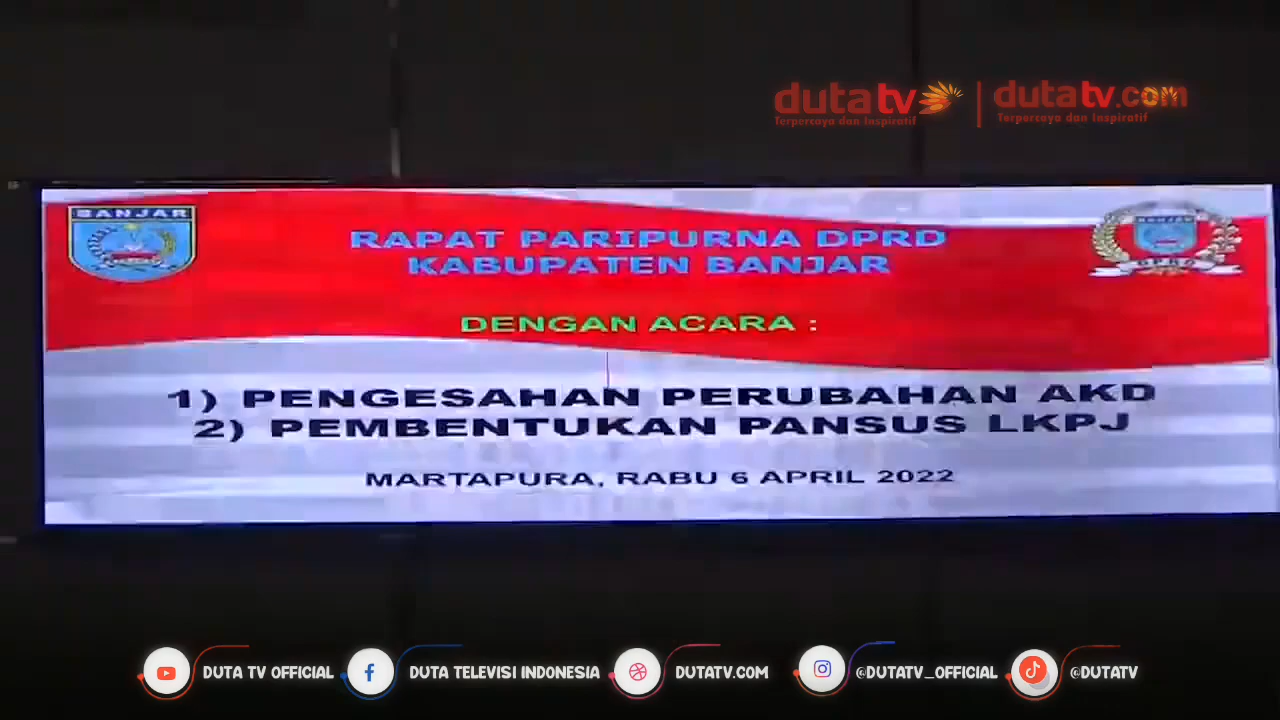 dutatv
Terpercaya dan Inspiratif
dutatv.com
Terpercaya dan Inspiratif
BANJAR
BANJAR
DPRD
RAPAT PARIPURNA DPRD
KABUPATEN BANJAR
DENGAN ACARA :
1) PENGESAHAN PERUBAHAN AKD
2) PEMBENTUKAN PANSUS LKPJ
MARTAPURA, RABU 6 APRIL 2022
DUTA TV OFFICIAL
DUTA TELEVISI INDONESIA
DUTATV.COM
@DUTATV_OFFICIAL
@DUTATV